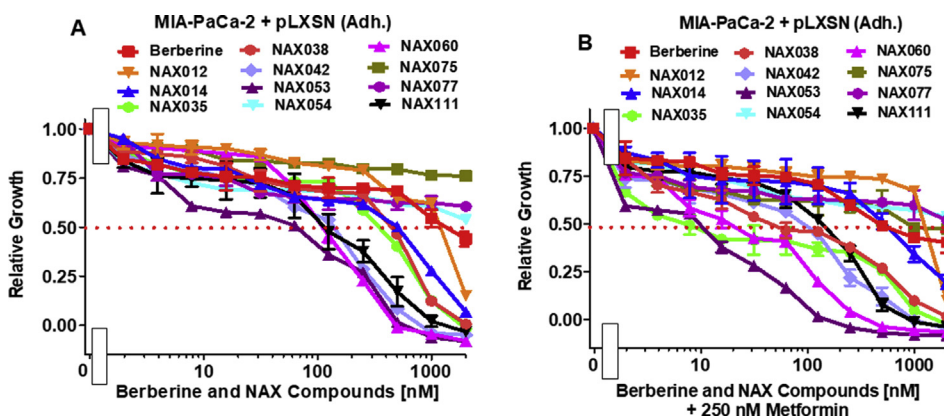 A
MIA-PaCa-2 + pLXSN (Adh.)
Berberine
NAX012
NAX014
NAX035
NAX038
NAX042
NAX053
NAX054
NAX060
NAX075
NAX077
NAX111
Relative Growth
1.00
0.75
0.50
0.25
0.00
0 10 100 1000
Berberine and NAX Compounds [nM]
B
MIA-PaCa-2 + pLXSN (Adh.)
Berberine
NAX012
NAX014
NAX035
NAX038
NAX042
NAX053
NAX054
NAX060
NAX075
NAX077
NAX111
Relative Growth
1.00
0.75
0.50
0.25
0.00
0 10 100 1000
Berberine and NAX Compounds [nM]
+ 250 nM Metformin